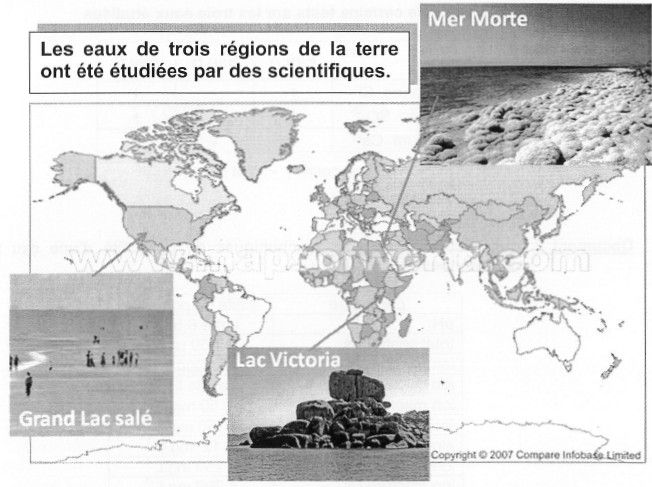 Mer Morte
Les eaux de trois régions de la terre
ont été étudiées par des scientifiques.
Lac Victoria
Grand Lac salé
Copyright © 2007 Compare Infobase Limited